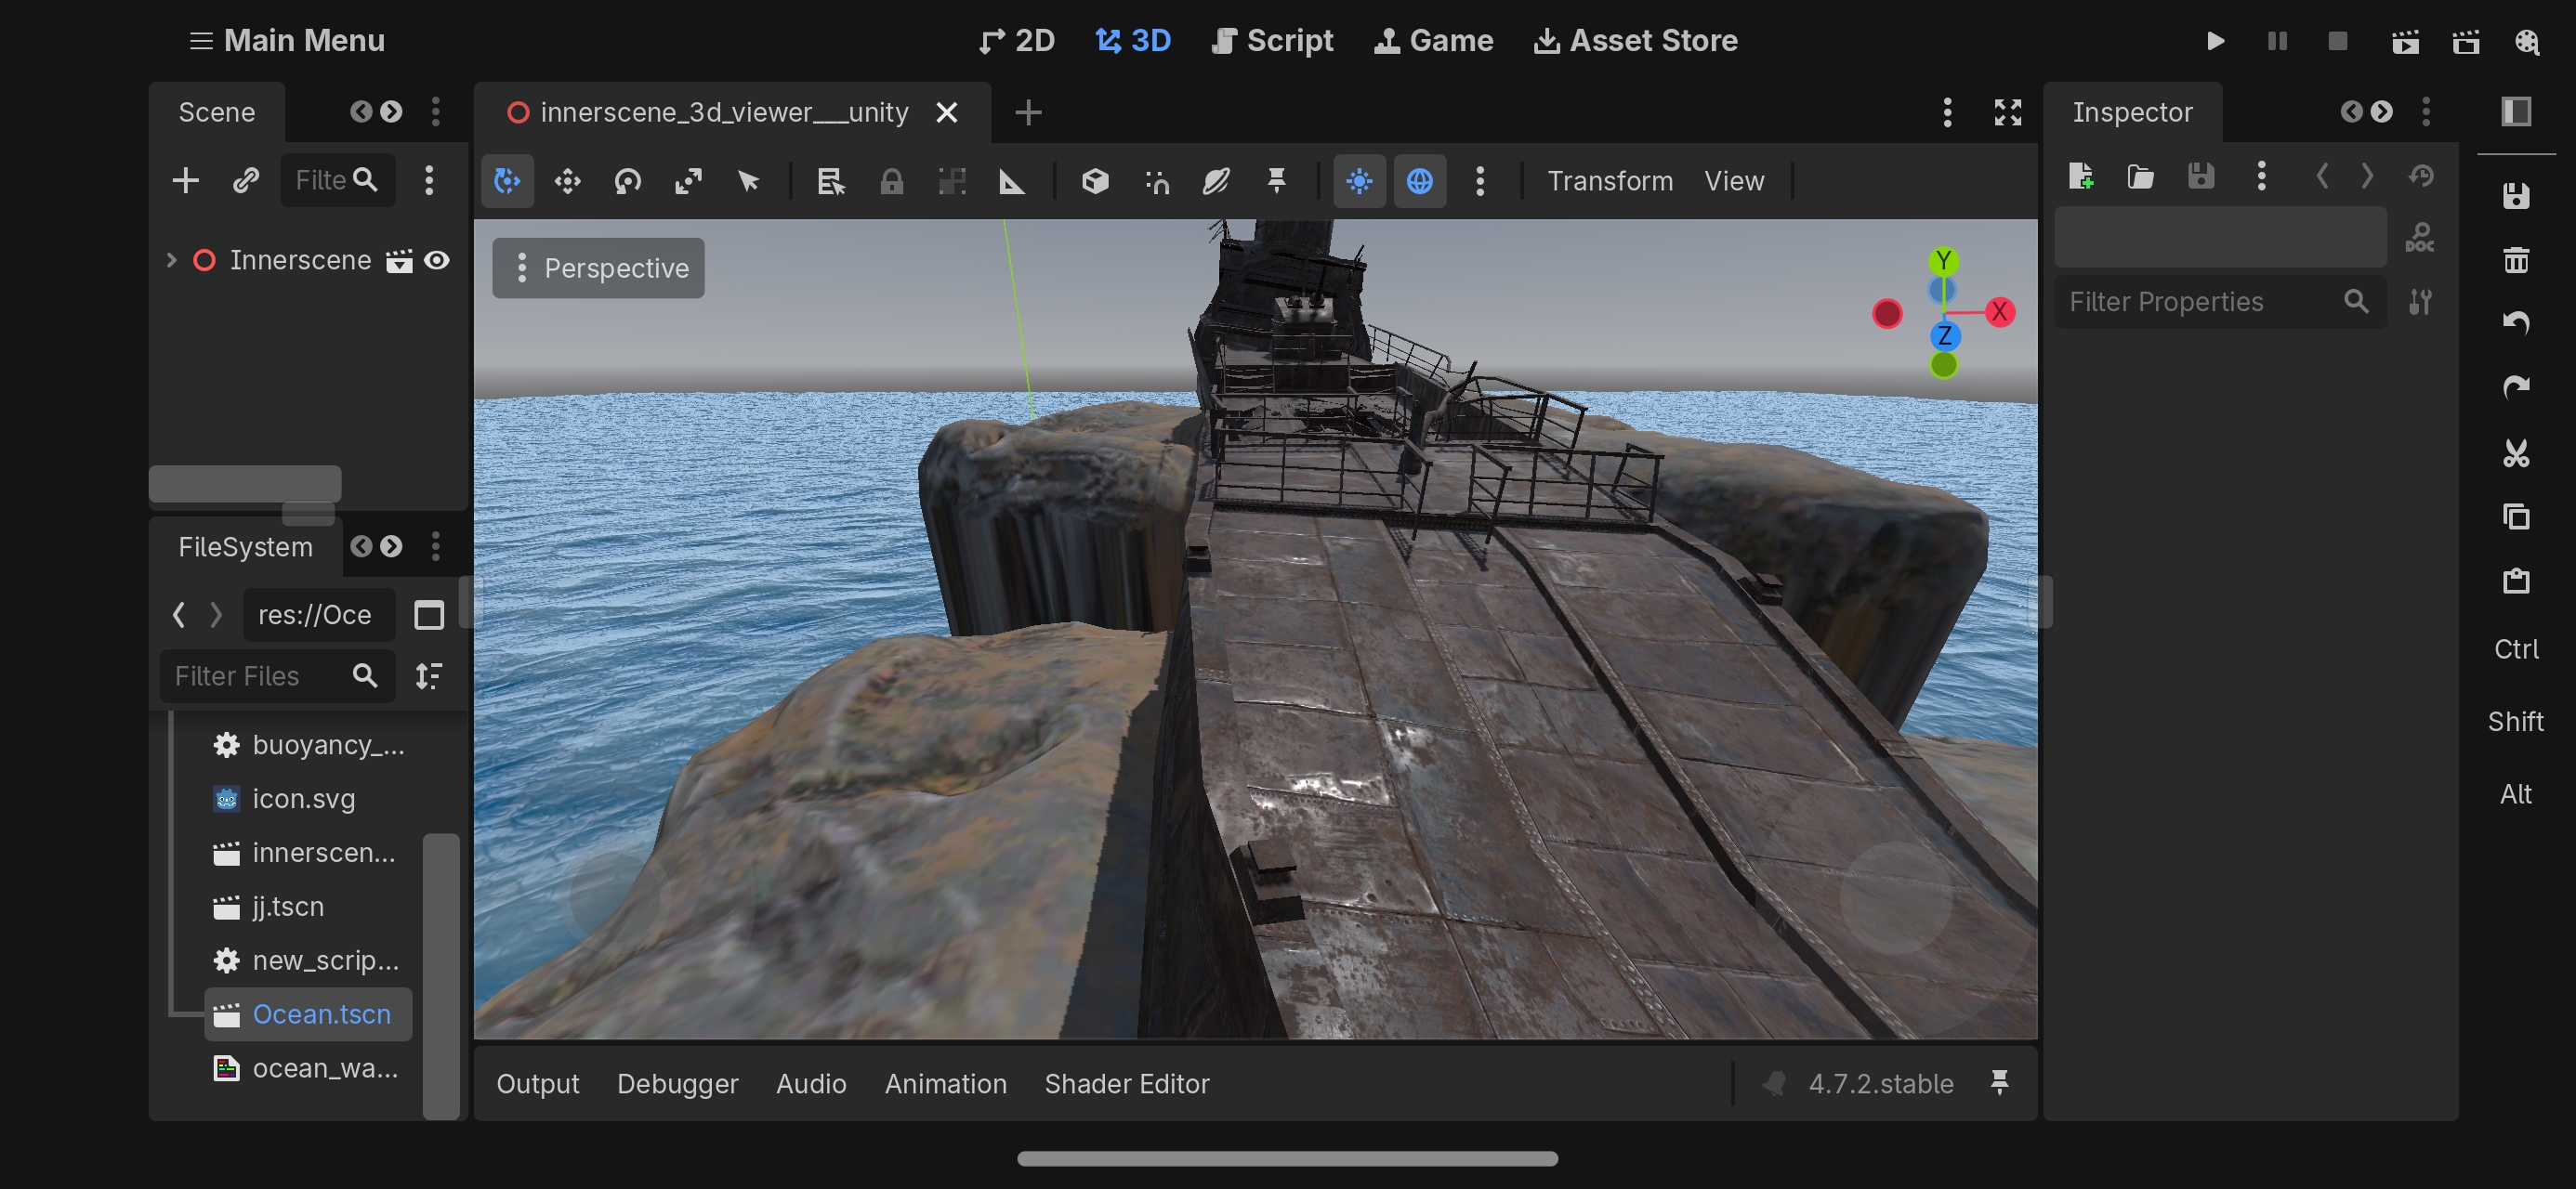 Main Menu
2D 3D Script Game Asset Store
Scene
Filte
Innerscene
FileSystem
res://Oce
Filter Files
buoyancy_...
icon.svg
innerscen...
jj.tscn
new_scrip...
Ocean.tscn
ocean_wa...
innerscene_3d_viewer___unity
Transform View
Perspective
Y
X
Z
Output Debugger Audio Animation Shader Editor
4.7.2.stable
Inspector
DOC
Filter Properties
Ctrl
Shift
Alt